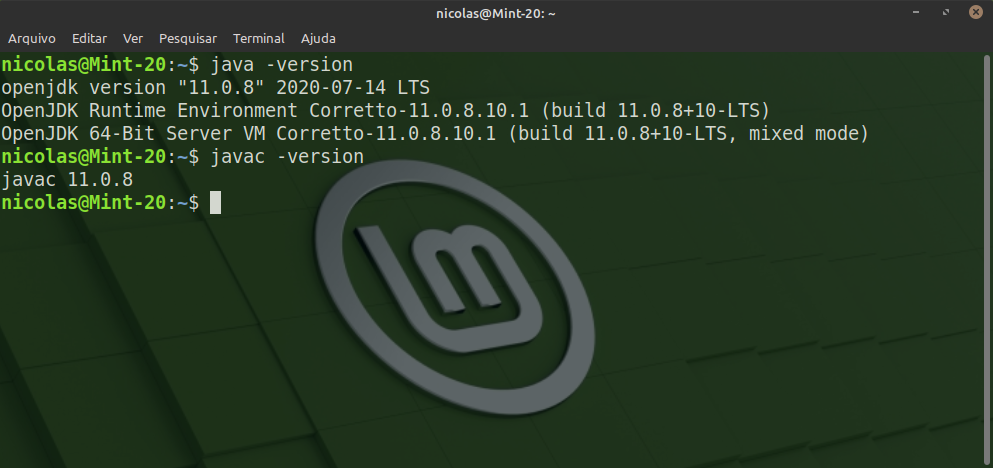 nicolas@Mint-20: ~
Arquivo Editar Ver Pesquisar Terminal Ajuda
nicolas@Mint-20:~$ java -version
openjdk version "11.0.8" 2020-07-14 LTS
OpenJDK Runtime Environment Corretto-11.0.8.10.1 (build 11.0.8+10-LTS)
OpenJDK 64-Bit Server VM Corretto-11.0.8.10.1 (build 11.0.8+10-LTS, mixed mode)
nicolas@Mint-20:~$ javac -version
javac 11.0.8
nicolas@Mint-20:~$